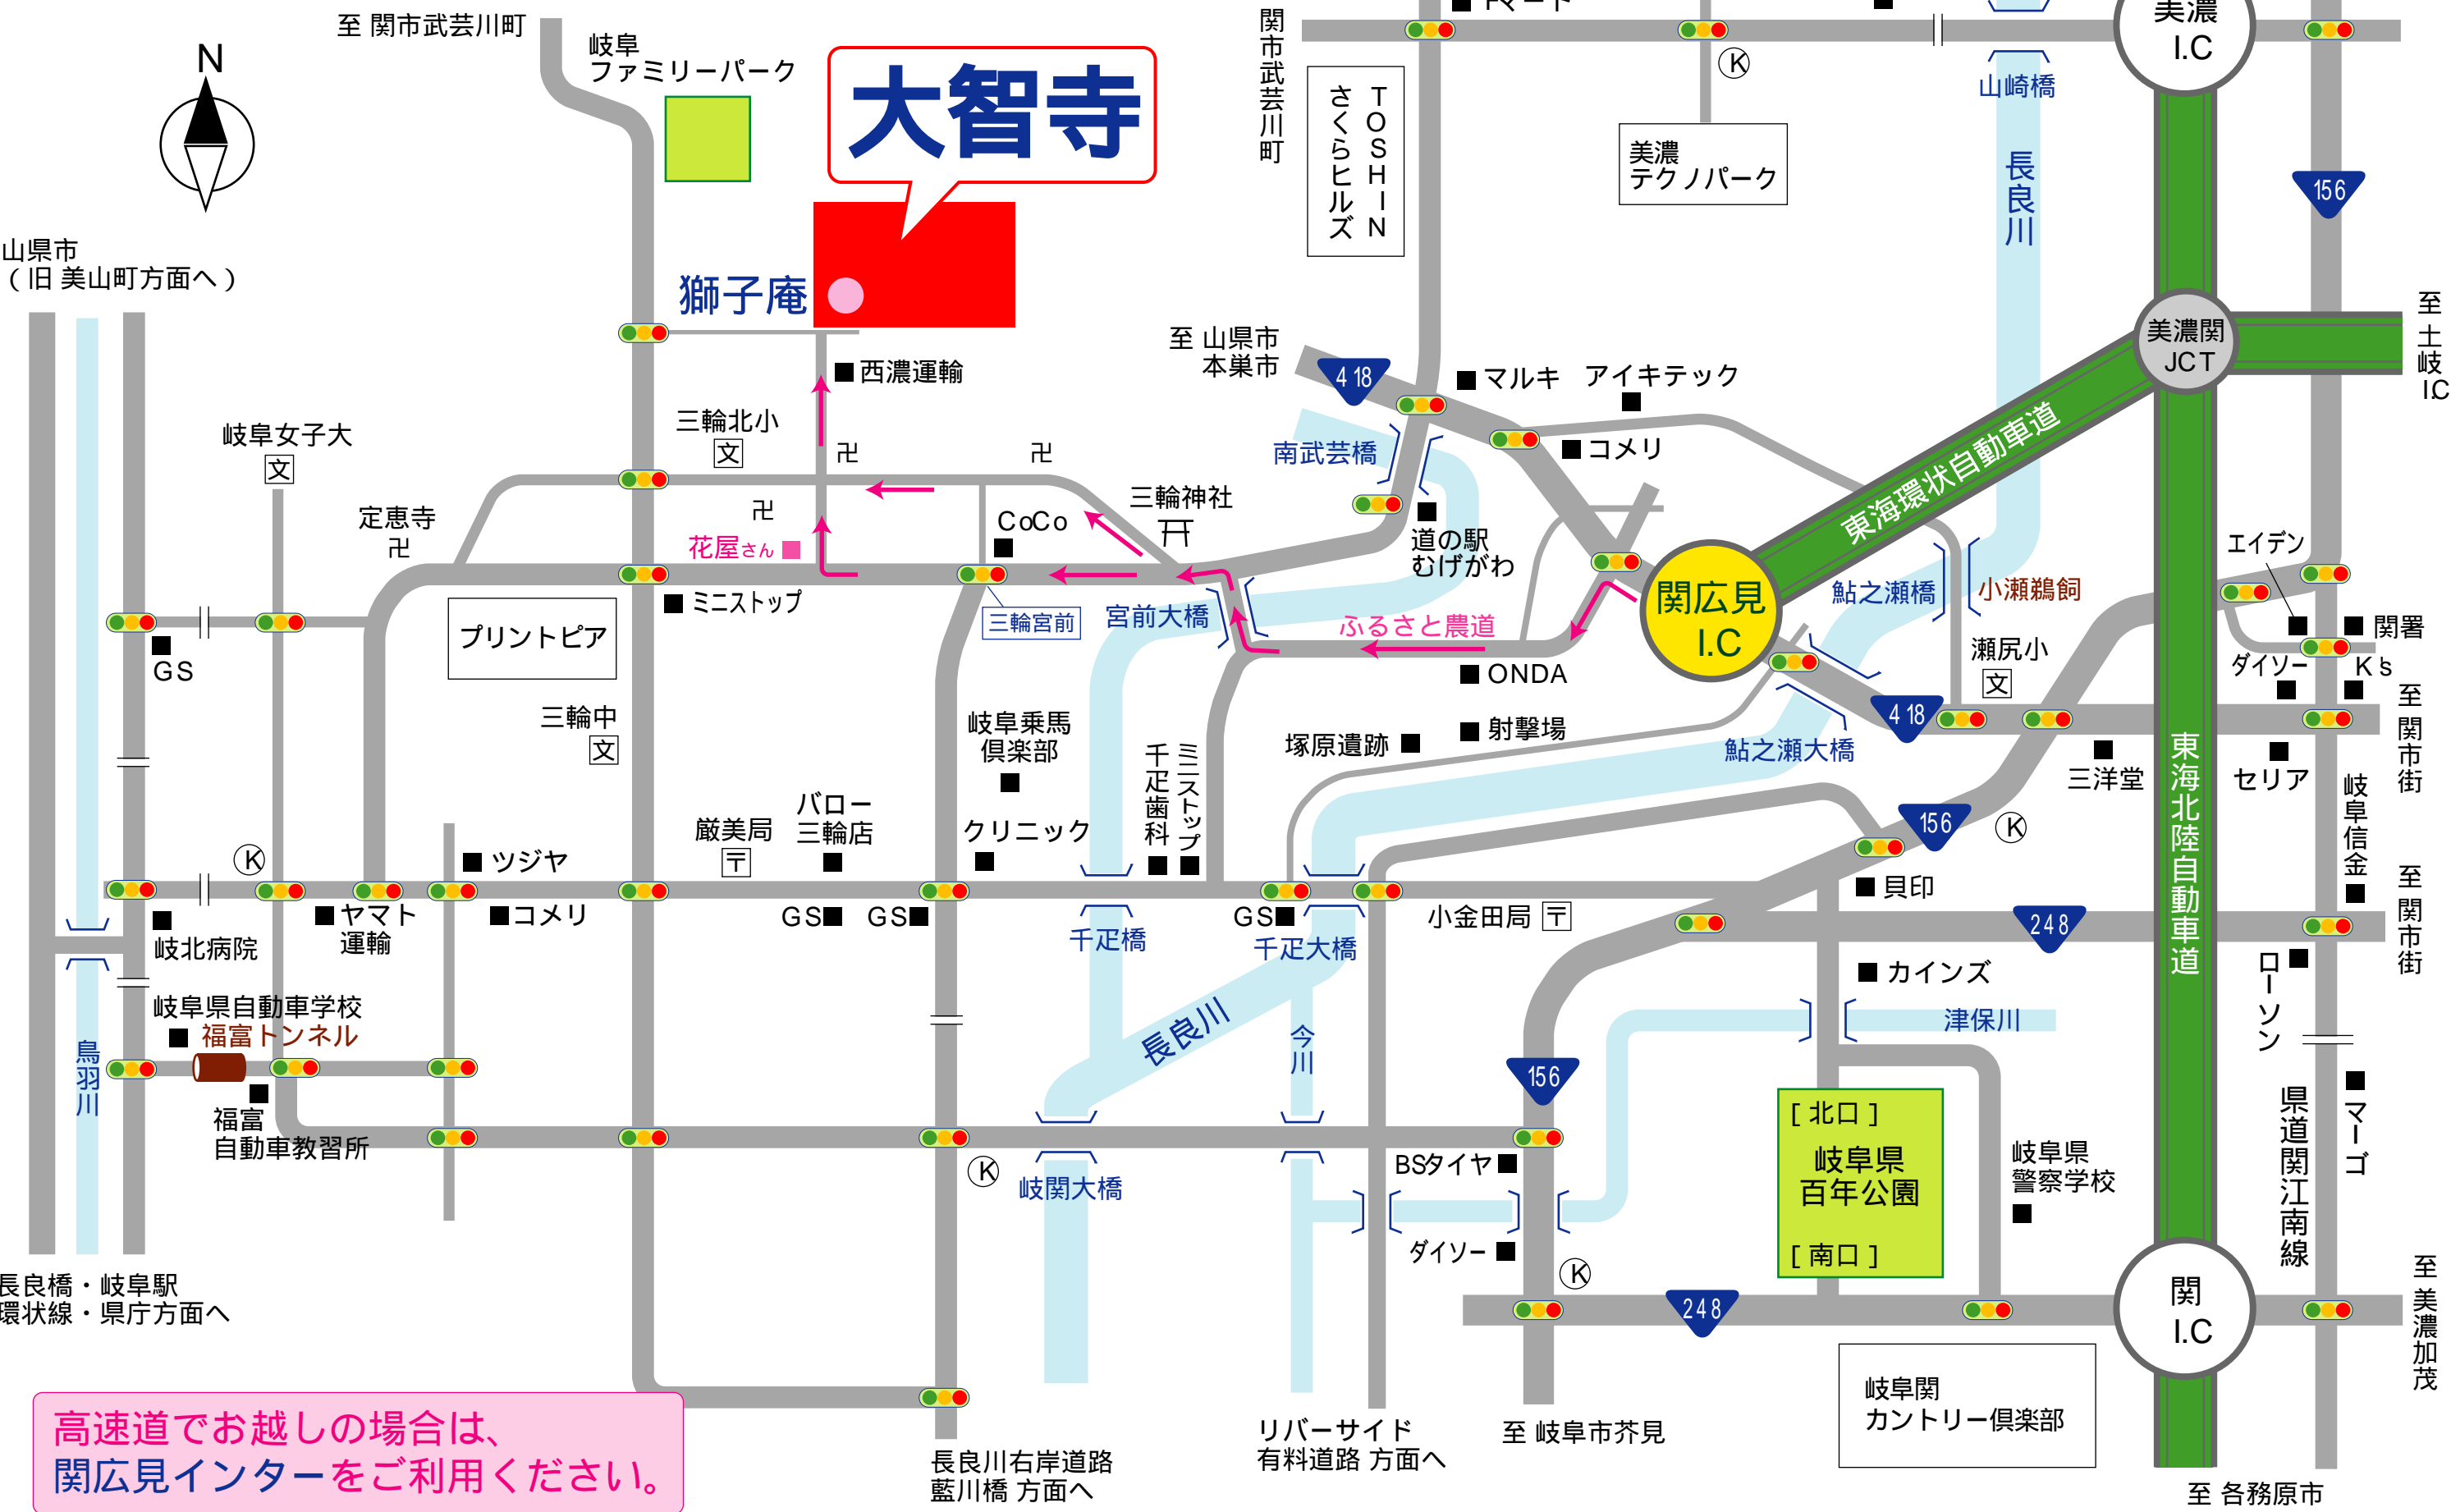 至 関市武芸川町
N
岐阜
ファミリーパーク
大智寺
獅子庵
山県市
（旧 美山町方面へ）
関市武芸川町
TOSHIN
さくらヒルズ
美濃
テクノパーク
K
山崎橋
長良川
美濃
I.C
156
至 山県市
本巣市
418
マルキ
アイキテック
コメリ
南武芸橋
道の駅
むげがわ
東海環状自動車道
美濃関
JCT
至 土岐 I.C
西濃運輸
三輪北小
文
卍
卍
卍
岐阜女子大
文
定恵寺
卍
花屋さん
CoCo
三輪神社
ミニストップ
三輪宮前
宮前大橋
ふるさと農道
関広見
I.C
鮎之瀬橋
小瀬鵜飼
エイデン
関署
ダイソー
K's
瀬尻小
文
プリントピア
GS
三輪中
文
岐阜乗馬
倶楽部
千疋歯科
ミニストップ
ONDA
射撃場
塚原遺跡
鮎之瀬大橋
418
三洋堂
セリア
至 関市街
岐阜信金
東海北陸自動車道
156
K
K
ツジヤ
厳美局
〒
バロー
三輪店
クリニック
貝印
至 関市街
岐北病院
ヤマト
運輸
コメリ
GS
GS
千疋橋
GS
千疋大橋
小金田局 〒
248
カインズ
ローソン
岐阜県自動車学校
福富トンネル
鳥羽川
福富
自動車教習所
長良川
今川
津保川
156
マーゴ
県道関江南線
[ 北口 ]
岐阜県
百年公園
[ 南口 ]
岐阜県
警察学校
K
岐関大橋
BSタイヤ
ダイソー
K
248
関
I.C
至 美濃加茂
長良橋・岐阜駅
環状線・県庁方面へ
岐阜関
カントリー倶楽部
高速道でお越しの場合は、
関広見インターをご利用ください。
長良川右岸道路
藍川橋 方面へ
リバーサイド
有料道路 方面へ
至 岐阜市芥見
至 各務原市